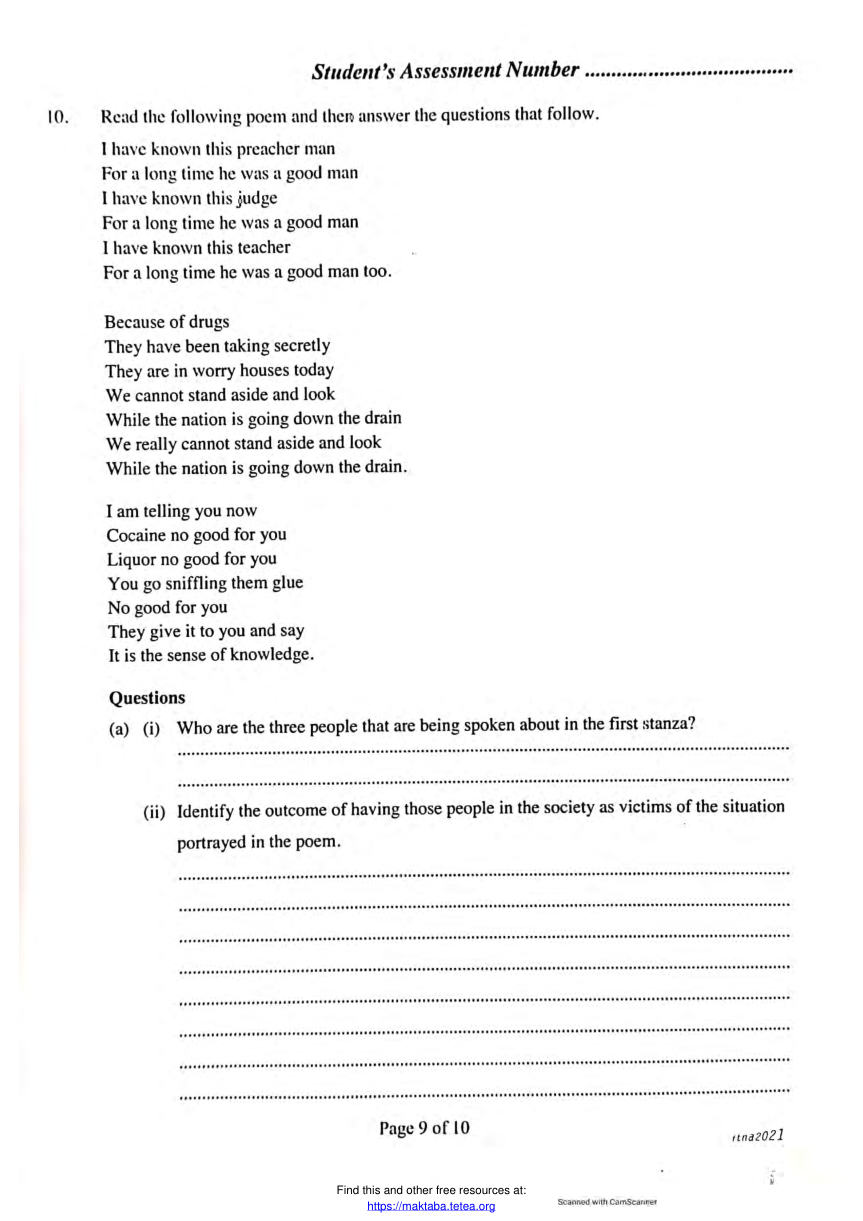 Student's Assessment Number ........................................
10. Read the following poem and then answer the questions that follow.
I have known this preacher man
For a long time he was a good man
I have known this judge
For a long time he was a good man
I have known this teacher
For a long time he was a good man too.
Because of drugs
They have been taking secretly
They are in worry houses today
We cannot stand aside and look
While the nation is going down the drain
We really cannot stand aside and look
While the nation is going down the drain.
I am telling you now
Cocaine no good for you
Liquor no good for you
You go sniffling them glue
No good for you
They give it to you and say
It is the sense of knowledge.
Questions
(a) (i) Who are the three people that are being spoken about in the first stanza?
(ii) Identify the outcome of having those people in the society as victims of the situation
portrayed in the poem.
Page 9 of 10
ftna2021
Find this and other free resources at:
https://maktaba.tetea.org
Scanned with CamScanner